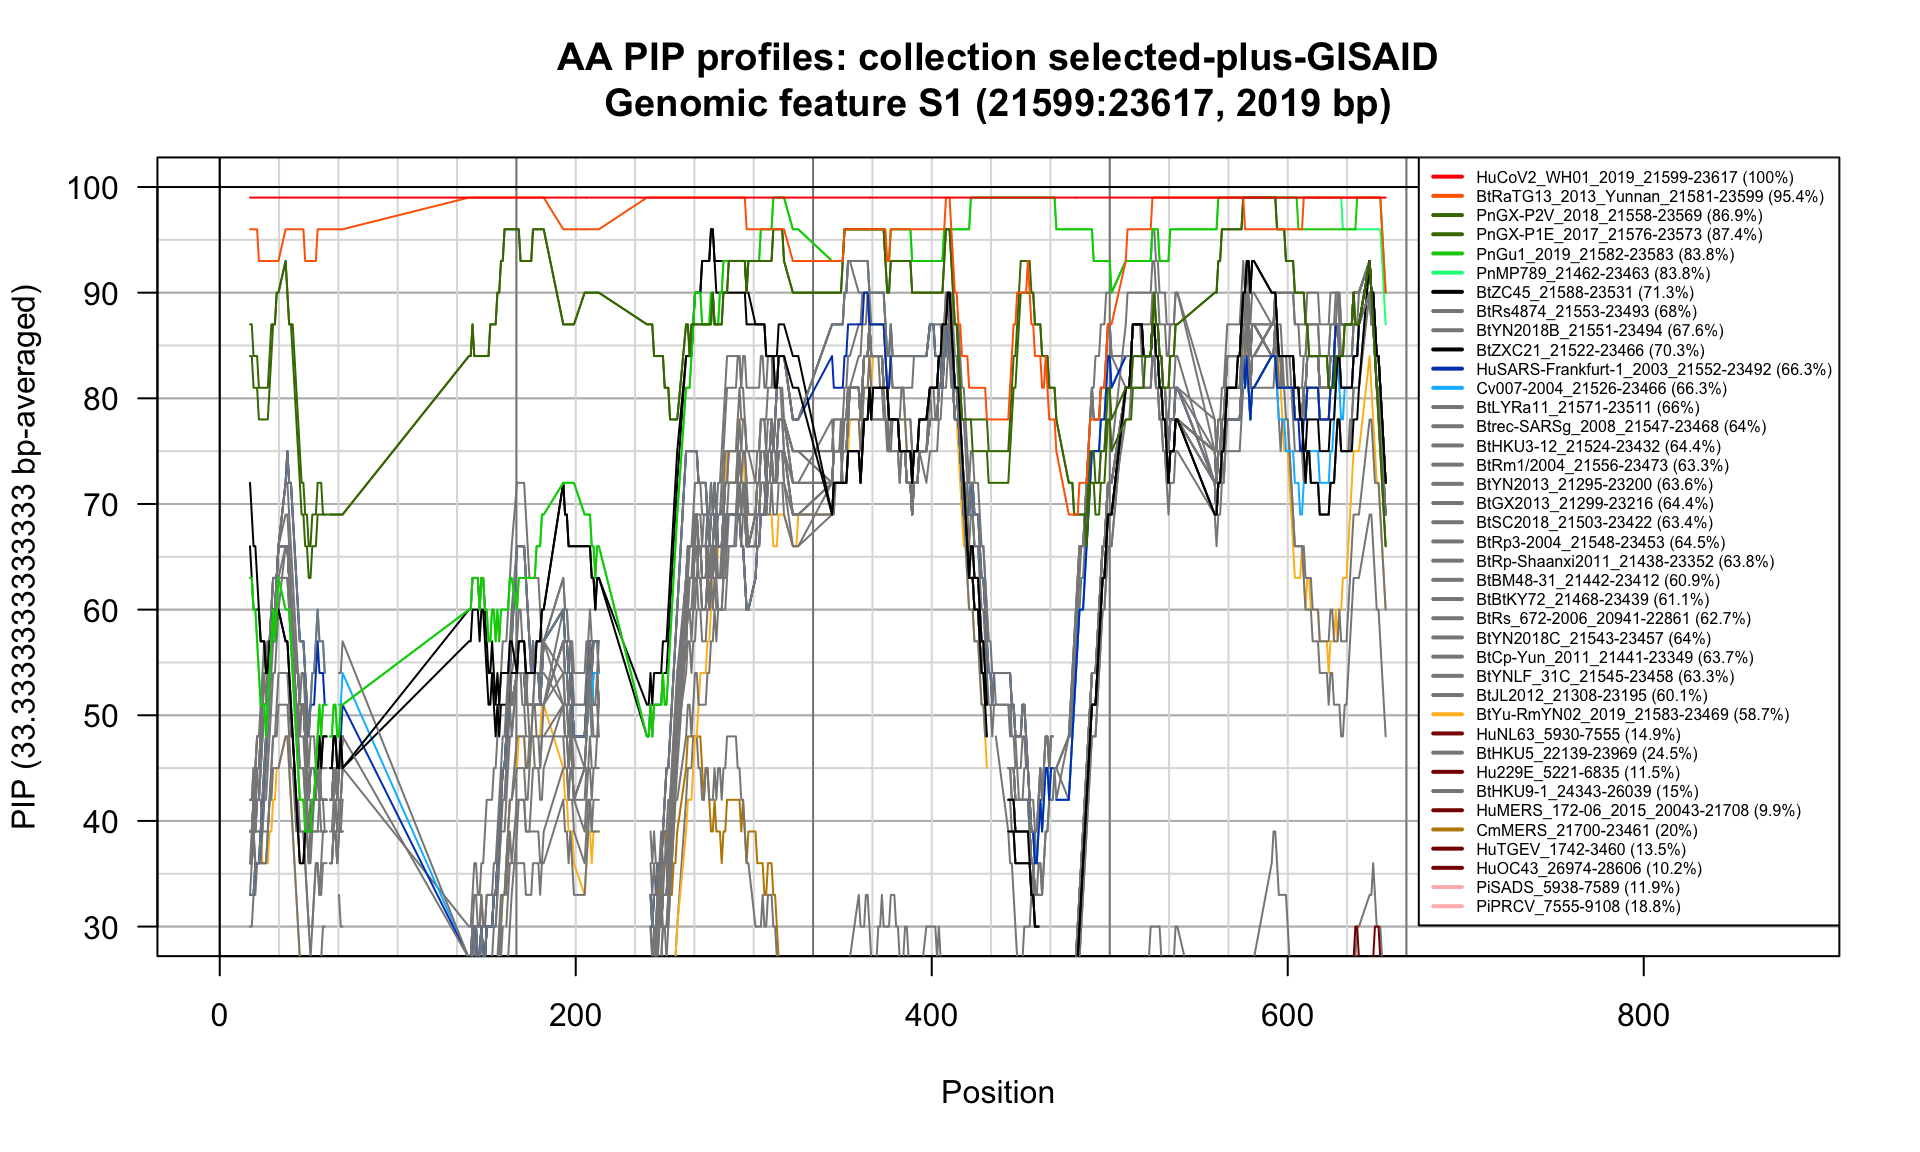 AA PIP profiles: collection selected-plus-GISAID
Genomic feature S1 (21599:23617, 2019 bp)
PIP (33.3333333333333 bp-averaged)
100
90
80
70
60
50
40
30
0
200
400
600
800
Position
HuCoV2_WH01_2019_21599-23617 (100%)
BtRaTG13_2013_Yunnan_21581-23599 (95.4%)
PnGX-P2V_2018_21558-23569 (86.9%)
PnGX-P1E_2017_21576-23573 (87.4%)
PnGu1_2019_21582-23583 (83.8%)
PnMP789_21462-23463 (83.8%)
BtZC45_21588-23531 (71.3%)
BtRs4874_21553-23493 (68%)
BtYN2018B_21551-23494 (67.6%)
BtZXC21_21522-23466 (70.3%)
HuSARS-Frankfurt-1_2003_21552-23492 (66.3%)
Cv007-2004_21526-23466 (66.3%)
BtLYRa11_21571-23511 (66%)
Btrec-SARSg_2008_21547-23468 (64%)
BtHKU3-12_21524-23432 (64.4%)
BtRm1/2004_21556-23473 (63.3%)
BtYN2013_21295-23200 (63.6%)
BtGX2013_21299-23216 (64.4%)
BtSC2018_21503-23422 (63.4%)
BtRp3-2004_21548-23453 (64.5%)
BtRp-Shaanxi2011_21438-23352 (63.8%)
BtBM48-31_21442-23412 (60.9%)
BtBtKY72_21468-23439 (61.1%)
BtRs_672-2006_20941-22861 (62.7%)
BtYN2018C_21543-23457 (64%)
BtCp-Yun_2011_21441-23349 (63.7%)
BtYNLF_31C_21545-23458 (63.3%)
BtJL2012_21308-23195 (60.1%)
BtYu-RmYN02_2019_21583-23469 (58.7%)
HuNL63_5930-7555 (14.9%)
BtHKU5_22139-23969 (24.5%)
Hu229E_5221-6835 (11.5%)
BtHKU9-1_24343-26039 (15%)
HuMERS_172-06_2015_20043-21708 (9.9%)
CmMERS_21700-23461 (20%)
HuTGEV_1742-3460 (13.5%)
HuOC43_26974-28606 (10.2%)
PiSADS_5938-7589 (11.9%)
PiPRCV_7555-9108 (18.8%)